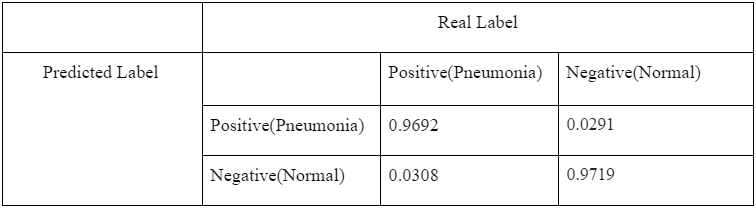 Real Label
Predicted Label Positive(Pneumonia) Negative(Normal)
Positive(Pneumonia) 0.9692 0.0291
Negative(Normal) 0.0308 0.9719